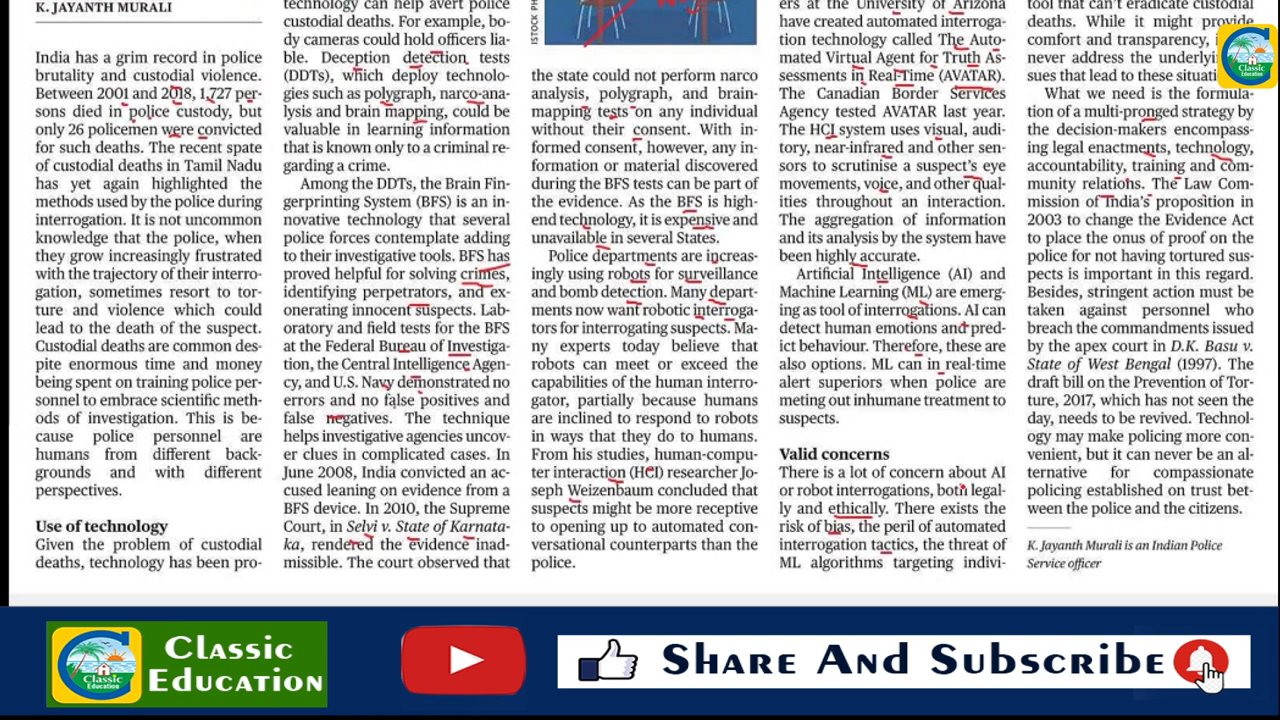 K. JAYANTH MURALI
India has a grim record in police
brutality and custodial violence.
Between 2001 and 2018, 1,727 per-
sons died in police custody, but
only 26 policemen were convicted
for such deaths. The recent spate
of custodial deaths in Tamil Nadu
has yet again highlighted the
methods used by the police during
interrogation. It is not uncommon
knowledge that the police, when
they grow increasingly frustrated
with the trajectory of their interro-
gation, sometimes resort to tor-
ture and violence which could
lead to the death of the suspect.
Custodial deaths are common des-
pite enormous time and money
being spent on training police per-
sonnel to embrace scientific meth-
ods of investigation. This is be-
cause police personnel are
humans from different back-
grounds and with different
perspectives.
Use of technology
Given the problem of custodial
deaths, technology has been pro-
technology can help avert police
custodial deaths. For example, bo-
dy cameras could hold officers lia-
ble. Deception detection tests
(DDTs), which deploy technolo-
gies such as polygraph, narco-ana-
lysis and brain mapping, could be
valuable in learning information
that is known only to a criminal re-
garding a crime.
Among the DDTs, the Brain Fin-
gerprinting System (BFS) is an in-
novative technology that several
police forces contemplate adding
to their investigative tools. BFS has
proved helpful for solving crimes,
identifying perpetrators, and ex-
onerating innocent suspects. Lab-
oratory and field tests for the BFS
at the Federal Bureau of Investiga-
tion, the Central Intelligence Agen-
cy, and U.S. Navy demonstrated no
errors and no false positives and
false negatives. The technique
helps investigative agencies uncov-
er clues in complicated cases. In
June 2008, India convicted an ac-
cused leaning on evidence from a
BFS device. In 2010, the Supreme
Court, in Selvi v. State of Karnata-
ka, rendered the evidence inad-
missible. The court observed that
ISTOCK PH
the state could not perform narco
analysis, polygraph, and brain-
mapping tests on any individual
without their consent. With in-
formed consent, however, any in-
formation or material discovered
during the BFS tests can be part of
the evidence. As the BFS is high-
end technology, it is expensive and
unavailable in several States.
Police departments are increas-
ingly using robots for surveillance
and bomb detection. Many depart-
ments now want robotic interroga-
tors for interrogating suspects. Ma-
ny experts today believe that
robots can meet or exceed the
capabilities of the human interro-
gator, partially because humans
are inclined to respond to robots
in ways that they do to humans.
From his studies, human-compu-
ter interaction (HCI) researcher Jo-
seph Weizenbaum concluded that
suspects might be more receptive
to opening up to automated con-
versational counterparts than the
police.
ers at the University of Arizona
have created automated interroga-
tion technology called The Auto-
mated Virtual Agent for Truth As-
sessments in Real-Time (AVATAR).
The Canadian Border Services
Agency tested AVATAR last year.
The HCI system uses visual, audi-
tory, near-infrared and other sen-
sors to scrutinise a suspect's eye
movements, voice, and other qual-
ities throughout an interaction.
The aggregation of information
and its analysis by the system have
been highly accurate.
Artificial Intelligence (AI) and
Machine Learning (ML) are emerg-
ing as tool of interrogations. AI can
detect human emotions and pred-
ict behaviour. Therefore, these are
also options. ML can in real-time
alert superiors when police are
meting out inhumane treatment to
suspects.
Valid concerns
There is a lot of concern about AI
or robot interrogations, both legal-
ly and ethically. There exists the
risk of bias, the peril of automated
interrogation tactics, the threat of
ML algorithms targeting indivi-
tool that can't eradicate custodial
deaths. While it might provide
comfort and transparency,
never address the underlyin
sues that lead to these situati
What we need is the formula-
tion of a multi-pronged strategy by
the decision-makers encompass-
ing legal enactments, technology,
accountability, training and com-
munity relations. The Law Com-
mission of India's proposition in
2003 to change the Evidence Act
to place the onus of proof on the
police for not having tortured sus-
pects is important in this regard.
Besides, stringent action must be
taken against personnel who
breach the commandments issued
by the apex court in D.K. Basu v.
State of West Bengal (1997). The
draft bill on the Prevention of Tor-
ture, 2017, which has not seen the
day, needs to be revived. Technol-
ogy may make policing more con-
venient, but it can never be an al-
ternative for compassionate
policing established on trust bet-
ween the police and the citizens.
K. Jayanth Murali is an Indian Police
Service officer
Classic
Education
Classic
Education
Classic
Education
Share And Subscribe